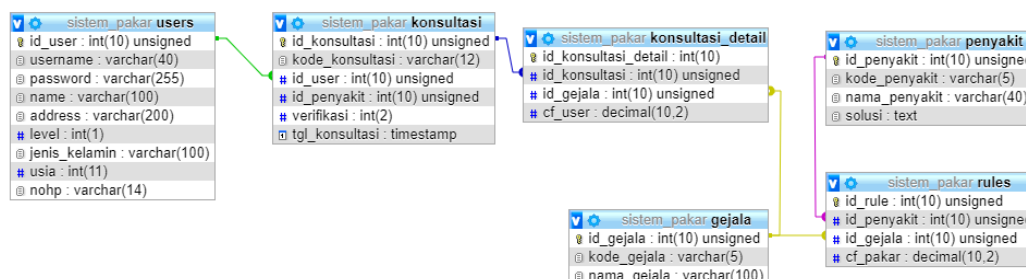 sistem_pakar users
id_user : int(10) unsigned
username : varchar(40)
password : varchar(255)
name : varchar(100)
address : varchar(200)
level : int(1)
jenis_kelamin : varchar(100)
usia : int(11)
nohp : varchar(14)
sistem_pakar konsultasi
id_konsultasi : int(10) unsigned
kode_konsultasi : varchar(12)
id_user : int(10) unsigned
id_penyakit : int(10) unsigned
verifikasi : int(2)
tgl_konsultasi : timestamp
sistem_pakar konsultasi_detail
id_konsultasi_detail : int(10)
id_konsultasi : int(10) unsigned
id_gejala : int(10) unsigned
cf_user : decimal(10,2)
sistem_pakar gejala
id_gejala : int(10) unsigned
kode_gejala : varchar(5)
nama_gejala : varchar(100)
sistem_pakar penyakit
id_penyakit : int(10) unsigne
kode_penyakit : varchar(5)
nama_penyakit : varchar(40)
solusi : text
sistem_pakar rules
id_rule : int(10) unsigned
id_penyakit : int(10) unsigne
id_gejala : int(10) unsigned
cf_pakar : decimal(10,2)